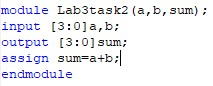 module Lab3task2(a,b,sum);
input [3:0]a,b;
output [3:0]sum;
assign sum=a+b;
endmodule